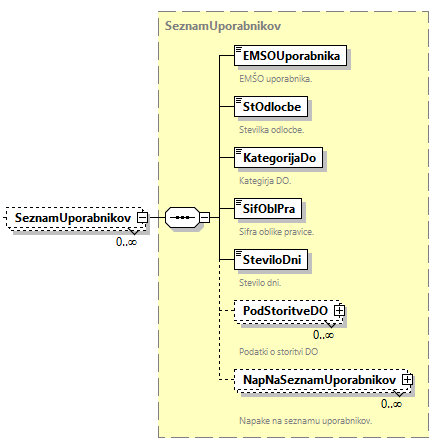 SeznamUporabnikov
EMSOUporabnika
EMŠO uporabnika.
StOdlocbe
Stevilka odlocbe.
KategorijaDo
Kategirja DO.
SifOblPra
Sifra oblike pravice.
SteviloDni
Stevilo dni.
SeznamUporabnikov
0..∞
PodStoritveDO
0..∞
Podatki o storitvi DO
NapNaSeznamUporabnikov
0..∞
Napake na seznamu uporabnikov.